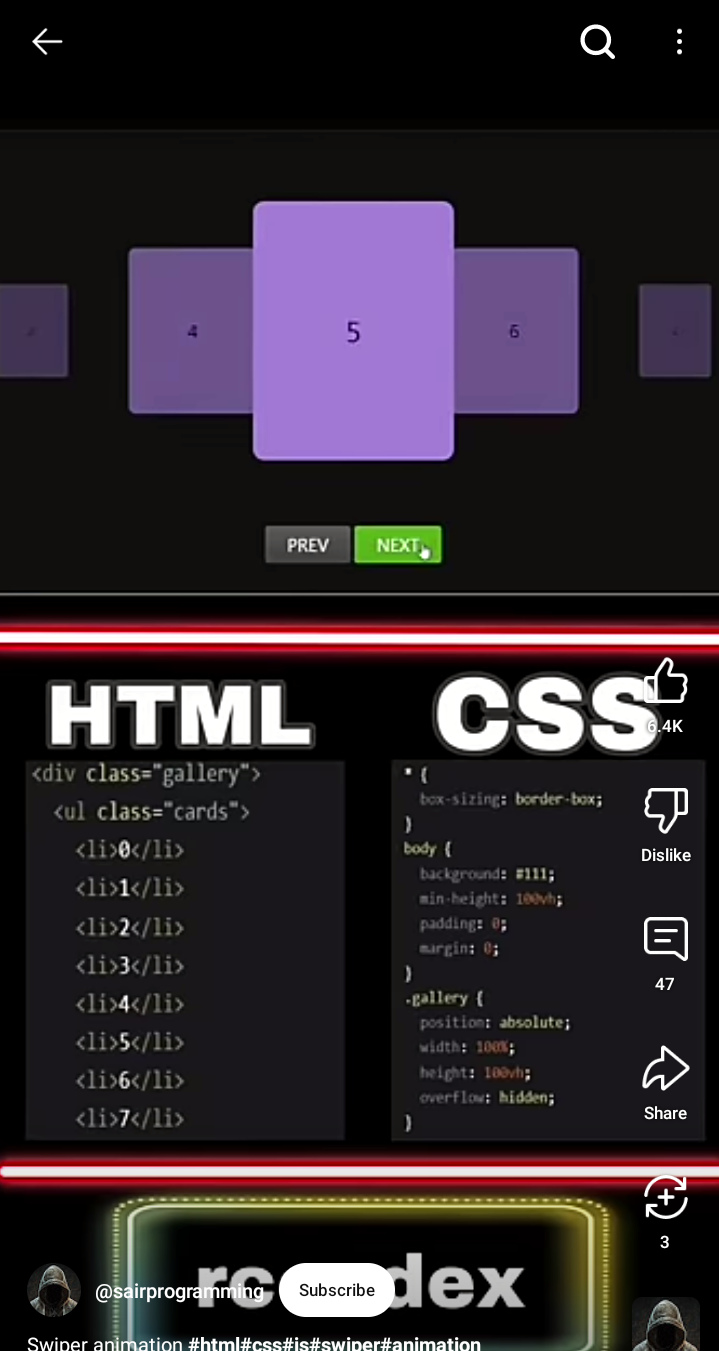 4
5
6
PREV
NEXT
HTML
CSS
6.4K
<div class="gallery">
<ul class="cards">
<li>0</li>
<li>1</li>
<li>2</li>
<li>3</li>
<li>4</li>
<li>5</li>
<li>6</li>
<li>7</li>
* {
box-sizing: border-box;
}
body {
background: #111;
min-height: 100vh;
padding: 0;
margin: 0;
}
.gallery {
position: absolute;
width: 100%;
height: 100vh;
overflow: hidden;
}
Dislike
47
Share
3
@sairprogramming
Subscribe
Swiper animation #html#css#js#swiper#animation